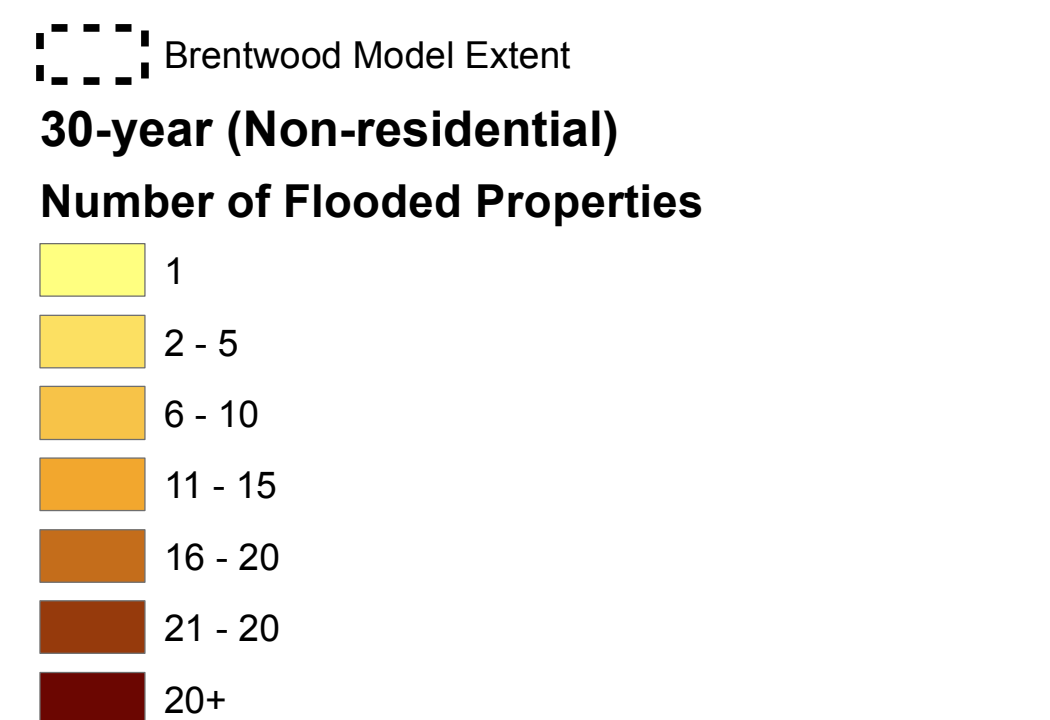 Brentwood Model Extent
30-year (Non-residential)
Number of Flooded Properties
1
2 - 5
6 - 10
11 - 15
16 - 20
21 - 20
20+